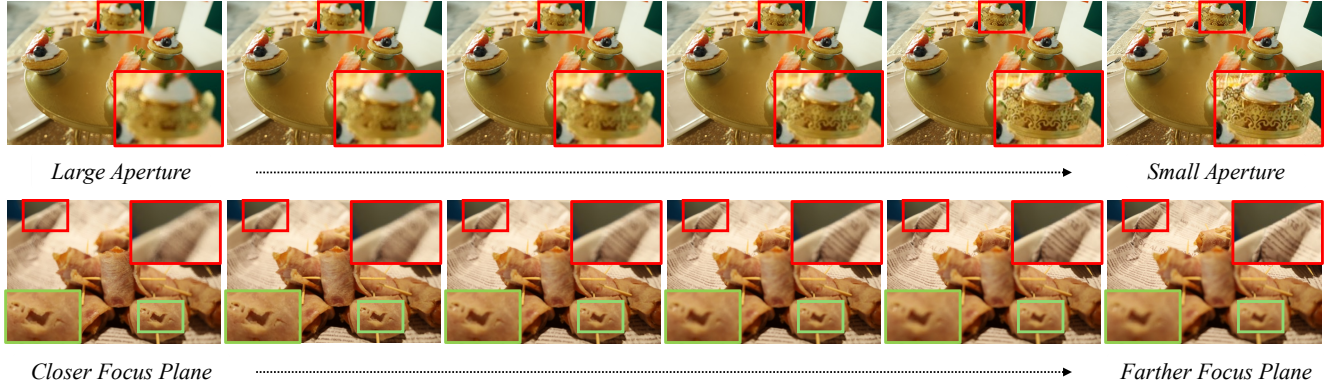 Large Aperture
Small Aperture
Closer Focus Plane
Farther Focus Plane